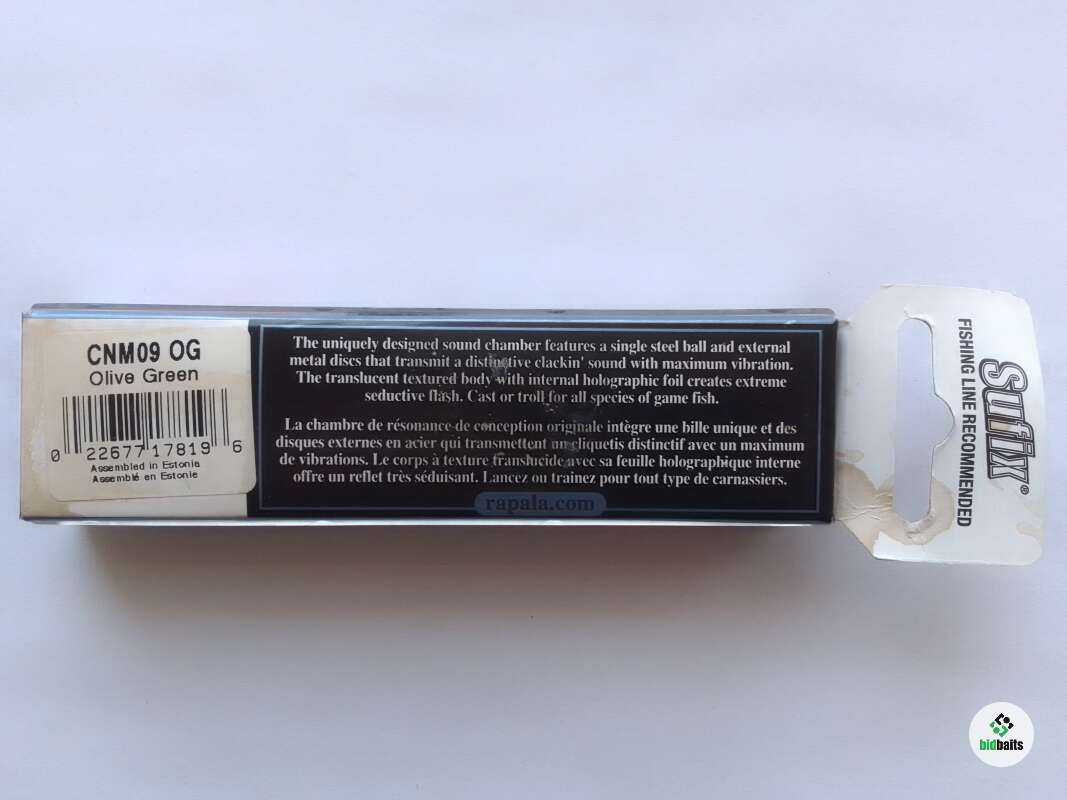 CNM09 OG
Olive Green
0 22677 17819 6
Assembled in Estonia
Assemblé en Estonie
The uniquely designed sound chamber features a single steel ball and external
metal discs that transmit a distinctive clackin' sound with maximum vibration.
The translucent textured body with internal holographic foil creates extreme
seductive flash. Cast or troll for all species of game fish.
La chambre de résonance de conception originale intègre une bille unique et des
disques externes en acier qui transmettent un cliquetis distinctif avec un maximum
de vibrations. Le corps à texture translucide avec sa feuille holographique interne
offre un reflet très séduisant. Lancez ou trainez pour tout type de carnassiers.
rapala.com
Sufix®
FISHING LINE RECOMMENDED
bidbaits